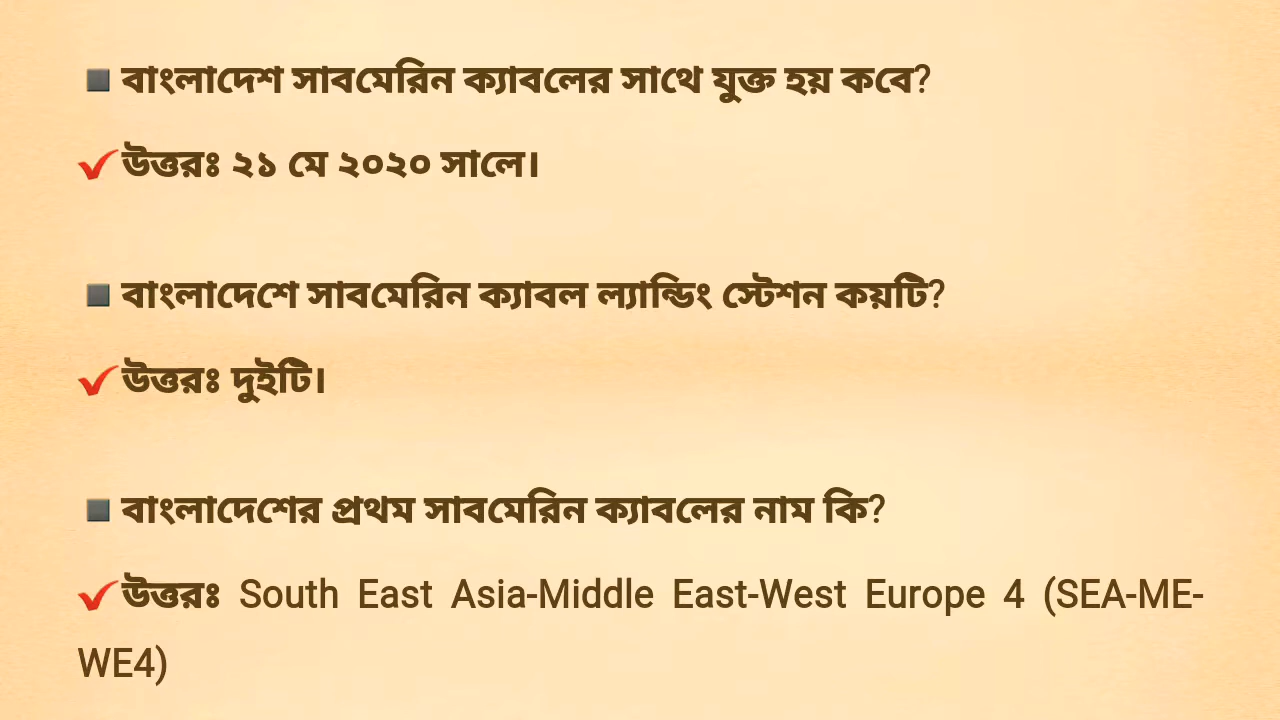 ▪বাংলাদেশ সাবমেরিন ক্যাবলের সাথে যুক্ত হয় কবে?
✔উত্তরঃ ২১ মে ২০২০ সালে।
▪বাংলাদেশে সাবমেরিন ক্যাবল ল্যান্ডিং স্টেশন কয়টি?
✔উত্তরঃ দুইটি।
▪বাংলাদেশের প্রথম সাবমেরিন ক্যাবলের নাম কি?
✔উত্তরঃ South East Asia-Middle East-West Europe 4 (SEA-ME-
WE4)